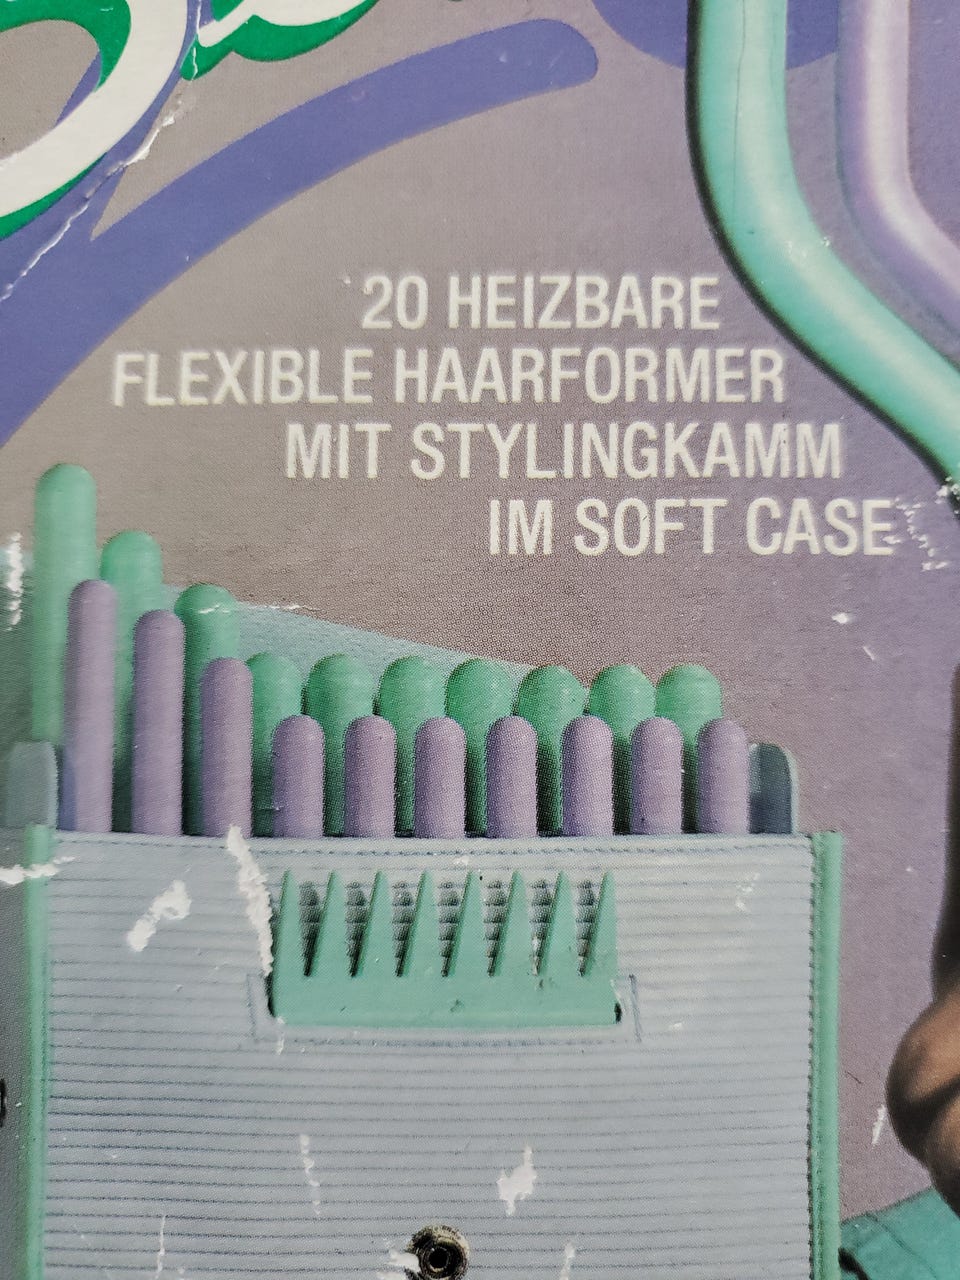 20 HEIZBARE
FLEXIBLE HAARFORMER
MIT STYLINGKAMM
IM SOFT CASE